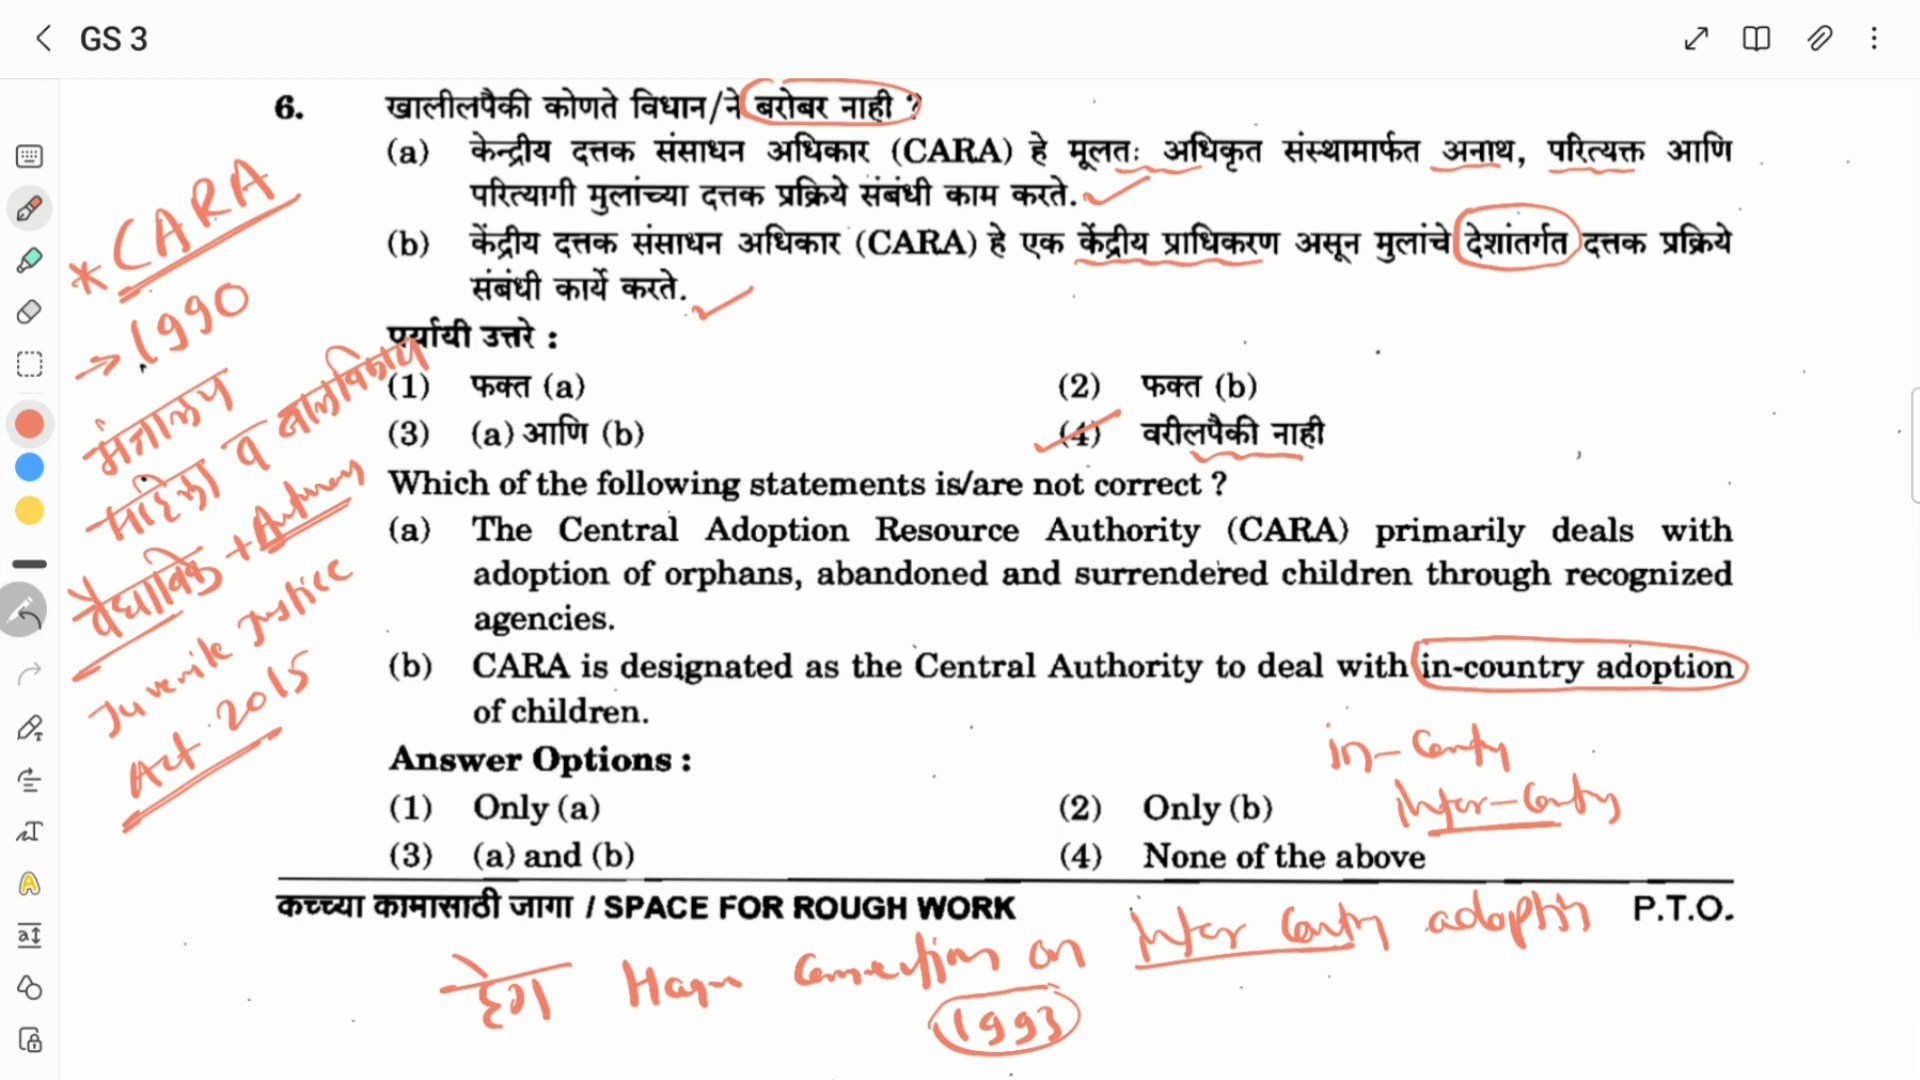 GS 3
6. खालीलपैकी कोणते विधान/ने बरोबर नाही ?
(a) केन्द्रीय दत्तक संसाधन अधिकार (CARA) हे मूलतः अधिकृत संस्थामार्फत अनाथ, परित्यक्त आणि
परित्यागी मुलांच्या दत्तक प्रक्रिये संबंधी काम करते.
(b) केंद्रीय दत्तक संसाधन अधिकार (CARA) हे एक केंद्रीय प्राधिकरण असून मुलांचे देशांतर्गत दत्तक प्रक्रिये
संबंधी कार्ये करते.
पर्यायी उत्तरे :
(1) फक्त (a) (2) फक्त (b)
(3) (a) आणि (b) (4) वरीलपैकी नाही
Which of the following statements is/are not correct ?
(a) The Central Adoption Resource Authority (CARA) primarily deals with
adoption of orphans, abandoned and surrendered children through recognized
agencies.
(b) CARA is designated as the Central Authority to deal with in-country adoption
of children.
Answer Options :
(1) Only (a) (2) Only (b)
(3) (a) and (b) (4) None of the above
कच्च्या कामासाठी जागा / SPACE FOR ROUGH WORK P.T.O.
* CARA
→ 1990
मंत्रालय
महिला व बालविकास
Juvenile Justice
Act 2015
in-County
Inter-County
हेग
on Inter County adoption
1993